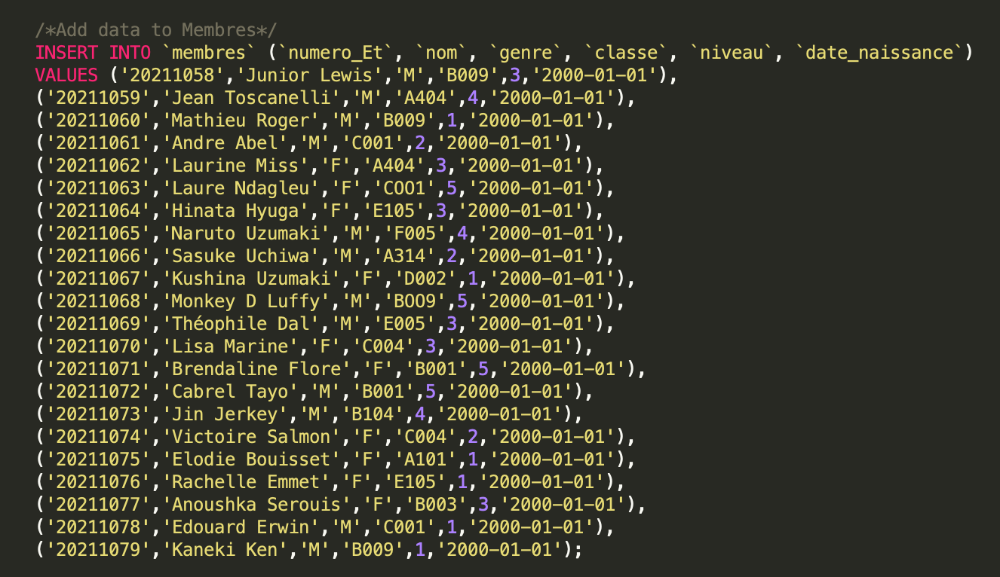 /*Add data to Membres*/
INSERT INTO `membres` (`numero_Et`, `nom`, `genre`, `classe`, `niveau`, `date_naissance`)
VALUES ('20211058','Junior Lewis','M','B009',3,'2000-01-01'),
('20211059','Jean Toscanelli','M','A404',4,'2000-01-01'),
('20211060','Mathieu Roger','M','B009',1,'2000-01-01'),
('20211061','Andre Abel','M','C001',2,'2000-01-01'),
('20211062','Laurine Miss','F','A404',3,'2000-01-01'),
('20211063','Laure Ndagleu','F','COO1',5,'2000-01-01'),
('20211064','Hinata Hyuga','F','E105',3,'2000-01-01'),
('20211065','Naruto Uzumaki','M','F005',4,'2000-01-01'),
('20211066','Sasuke Uchiwa','M','A314',2,'2000-01-01'),
('20211067','Kushina Uzumaki','F','D002',1,'2000-01-01'),
('20211068','Monkey D Luffy','M','BOO9',5,'2000-01-01'),
('20211069','Théophile Dal','M','E005',3,'2000-01-01'),
('20211070','Lisa Marine','F','C004',3,'2000-01-01'),
('20211071','Brendaline Flore','F','B001',5,'2000-01-01'),
('20211072','Cabrel Tayo','M','B001',5,'2000-01-01'),
('20211073','Jin Jerkey','M','B104',4,'2000-01-01'),
('20211074','Victoire Salmon','F','C004',2,'2000-01-01'),
('20211075','Elodie Bouisset','F','A101',1,'2000-01-01'),
('20211076','Rachelle Emmet','F','E105',1,'2000-01-01'),
('20211077','Anoushka Serouis','F','B003',3,'2000-01-01'),
('20211078','Edouard Erwin','M','C001',1,'2000-01-01'),
('20211079','Kaneki Ken','M','B009',1,'2000-01-01');